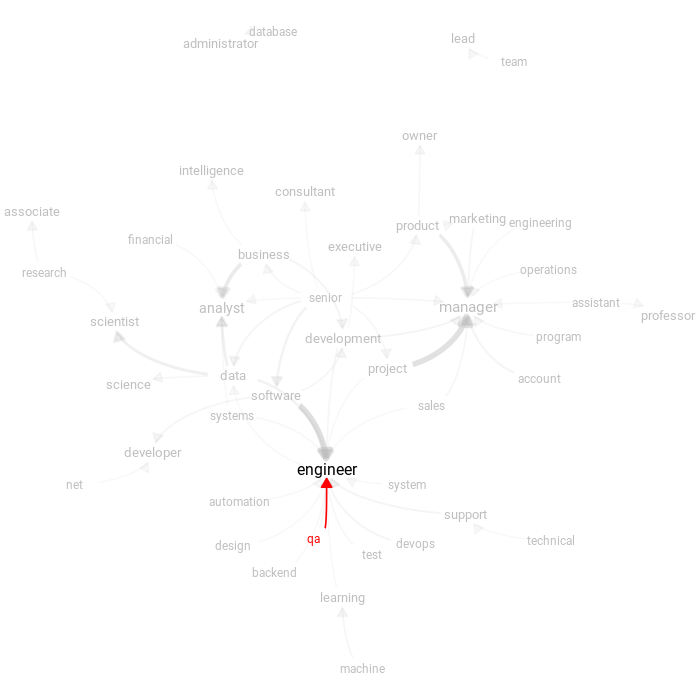 database
administrator
lead
team
owner
intelligence
consultant
associate
product
marketing
engineering
financial
executive
business
research
operations
senior
assistant
analyst
manager
professor
scientist
development
program
project
data
account
science
software
sales
systems
developer
engineer
net
system
automation
support
qa
technical
design
devops
test
backend
learning
machine